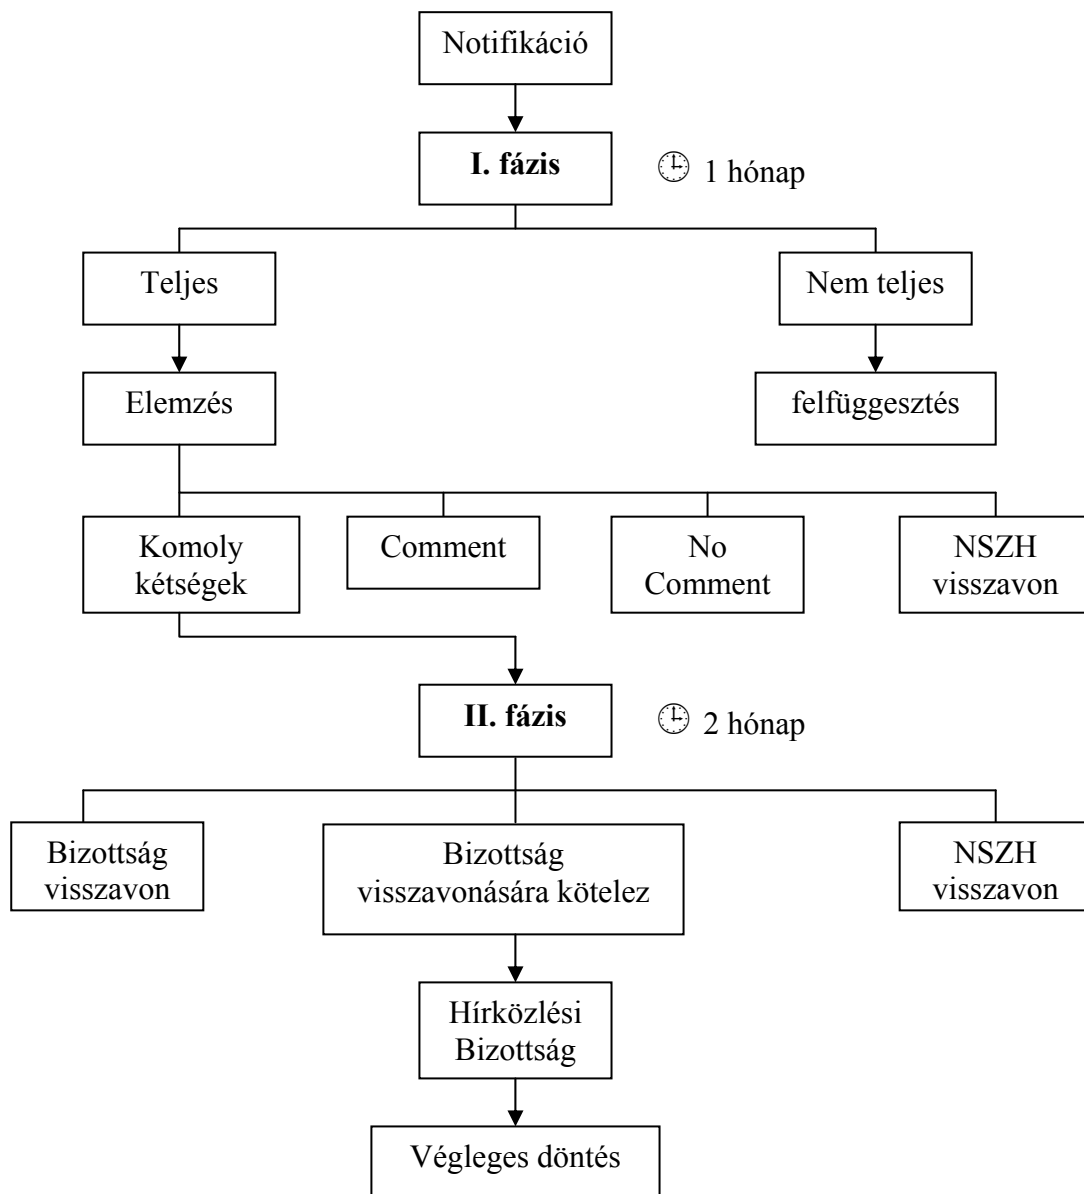 Notifikáció
I. fázis
1 hónap
Teljes
Nem teljes
Elemzés
felfüggesztés
Komoly
kétségek
Comment
No
Comment
NSZH
visszavon
II. fázis
2 hónap
Bizottság
visszavon
Bizottság
visszavonására kötelez
NSZH
visszavon
Hírközlési
Bizottság
Végleges döntés